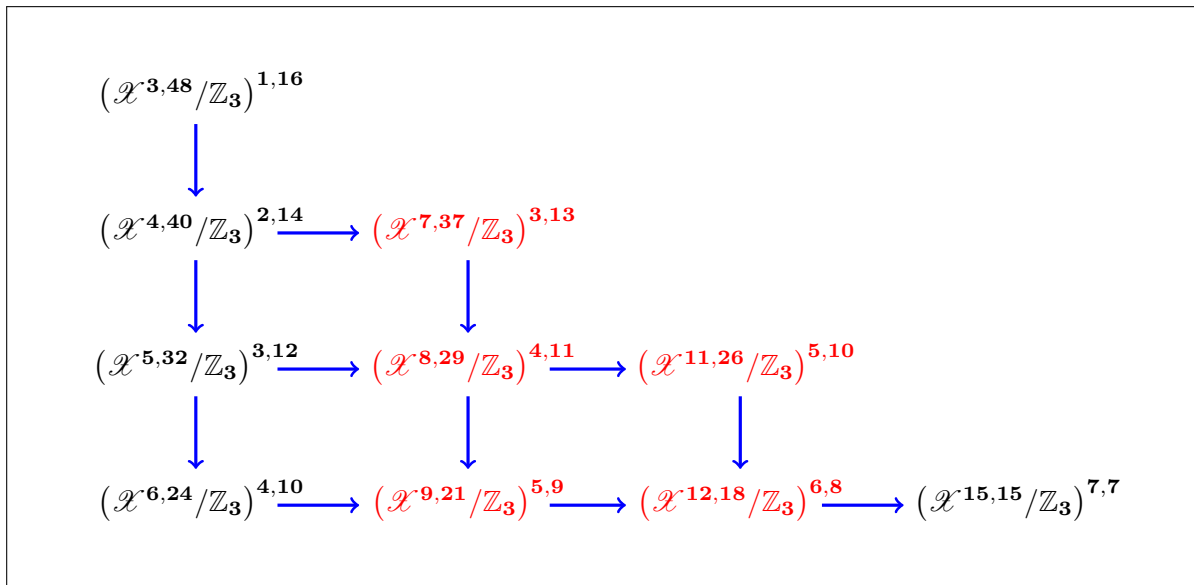 (𝒳^{3,48}/ℤ_3)^{1,16}
(𝒳^{4,40}/ℤ_3)^{2,14} (𝒳^{7,37}/ℤ_3)^{3,13}
(𝒳^{5,32}/ℤ_3)^{3,12} (𝒳^{8,29}/ℤ_3)^{4,11} (𝒳^{11,26}/ℤ_3)^{5,10}
(𝒳^{6,24}/ℤ_3)^{4,10} (𝒳^{9,21}/ℤ_3)^{5,9} (𝒳^{12,18}/ℤ_3)^{6,8} (𝒳^{15,15}/ℤ_3)^{7,7}